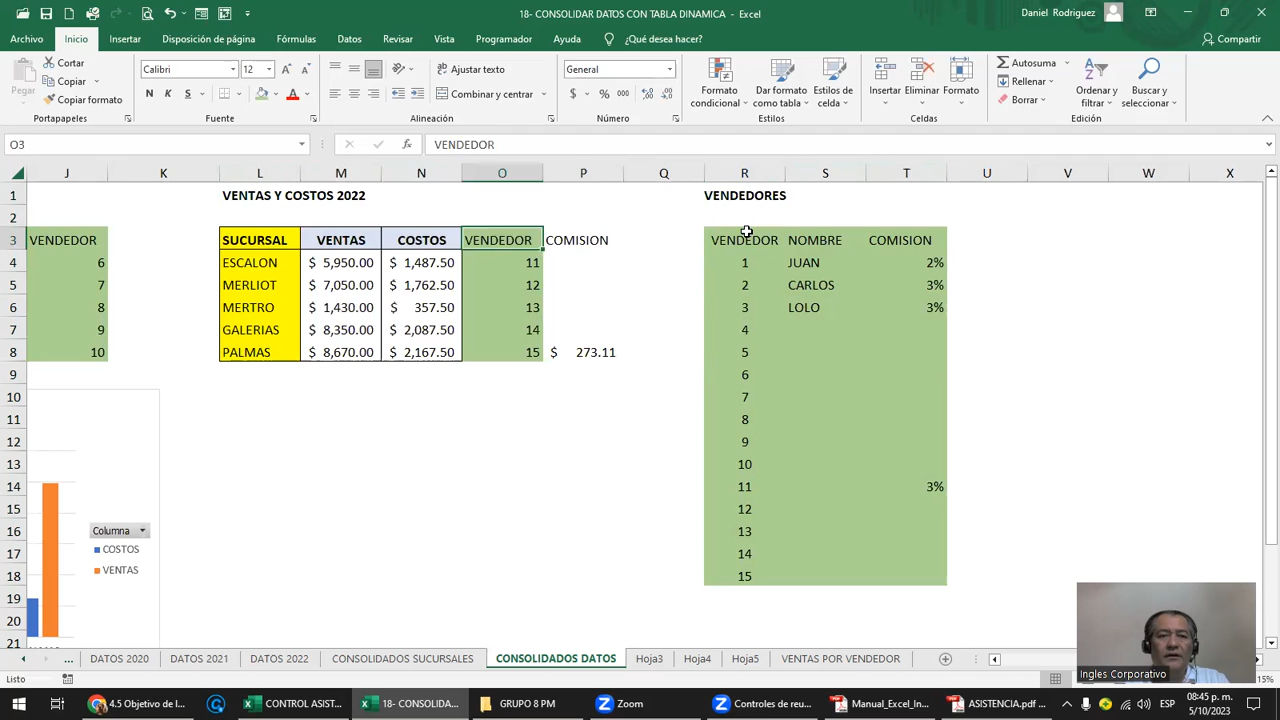 18- CONSOLIDAR DATOS CON TABLA DINAMICA - Excel
Daniel Rodriguez
Archivo Inicio Insertar Disposición de página Fórmulas Datos Revisar Vista Programador Ayuda ¿Qué desea hacer? Compartir
Pegar
Cortar
Copiar
Copiar formato
Portapapeles
Calibri 12
N K S
Fuente
Ajustar texto
Combinar y centrar
Alineación
General
$ % 000
Número
Formato condicional
Dar formato como tabla
Estilos de celda
Estilos
Insertar Eliminar Formato
Celdas
Autosuma
Rellenar
Borrar
Ordenar y filtrar
Buscar y seleccionar
Edición
O3 fx VENDEDOR
J K L M N O P Q R S T U V W X
1 VENTAS Y COSTOS 2022 VENDEDORES
2
3 VENDEDOR SUCURSAL VENTAS COSTOS VENDEDOR COMISION VENDEDOR NOMBRE COMISION
4 6 ESCALON $ 5,950.00 $ 1,487.50 11 1 JUAN 2%
5 7 MERLIOT $ 7,050.00 $ 1,762.50 12 2 CARLOS 3%
6 8 MERTRO $ 1,430.00 $ 357.50 13 3 LOLO 3%
7 9 GALERIAS $ 8,350.00 $ 2,087.50 14 4
8 10 PALMAS $ 8,670.00 $ 2,167.50 15 $ 273.11 5
9 6
10 7
11 8
12 9
13 10
14 11 3%
15 12
16 Columna 13
17 COSTOS 14
18 VENTAS 15
19
20
21
Ingles Corporativo
... DATOS 2020 DATOS 2021 DATOS 2022 CONSOLIDADOS SUCURSALES CONSOLIDADOS DATOS Hoja3 Hoja4 Hoja5 VENTAS POR VENDEDOR
Listo 15%
4.5 Objetivo de l... CONTROL ASIST... 18- CONSOLIDA... GRUPO 8 PM Zoom Controles de reu... Manual_Excel_In... ASISTENCIA.pdf ... ESP 08:45 p. m.
5/10/2023